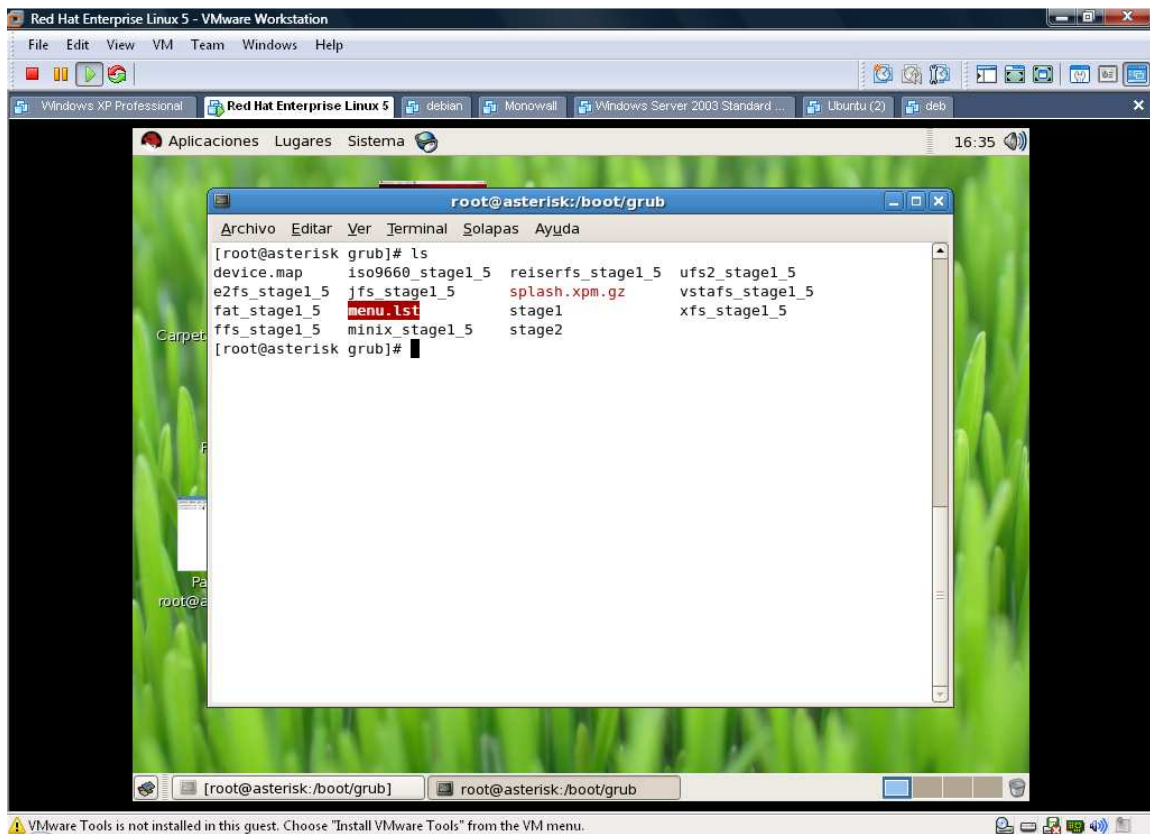 Red Hat Enterprise Linux 5 - VMware Workstation
File Edit View VM Team Windows Help
Windows XP Professional Red Hat Enterprise Linux 5 debian Monowall Windows Server 2003 Standard ... Ubuntu (2) deb
Aplicaciones Lugares Sistema 16:35
root@asterisk:/boot/grub
Archivo Editar Ver Terminal Solapas Ayuda
[root@asterisk grub]# ls
device.map iso9660_stage1_5 reiserfs_stage1_5 ufs2_stage1_5
e2fs_stage1_5 jfs_stage1_5 splash.xpm.gz vstafs_stage1_5
fat_stage1_5 menu.lst stage1 xfs_stage1_5
ffs_stage1_5 minix_stage1_5 stage2
[root@asterisk grub]#
Carpet
Pa
root@a
[root@asterisk:/boot/grub] root@asterisk:/boot/grub
VMware Tools is not installed in this guest. Choose "Install VMware Tools" from the VM menu.